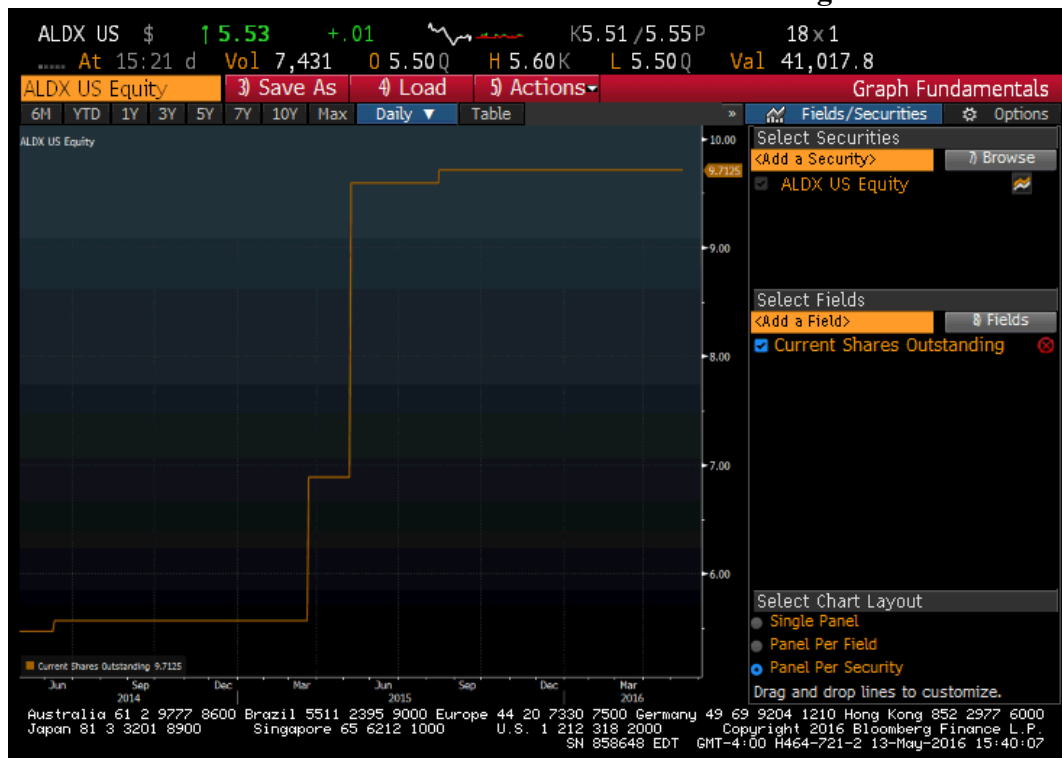 ALDX US $ ↑5.53 +.01 K5.51/5.55P 18x1
At 15:21 d Vol 7,431 O 5.50Q H 5.60K L 5.50Q Val 41,017.8
ALDX US Equity 3) Save As 4) Load 5) Actions Graph Fundamentals
6M YTD 1Y 3Y 5Y 7Y 10Y Max Daily ▼ Table » Fields/Securities Options
ALDX US Equity
10.00
9.7125
9.00
8.00
7.00
6.00
Current Shares Outstanding 9.7125
Jun Sep Dec Mar Jun Sep Dec Mar
2014 2015 2016
Select Securities
<Add a Security> 7) Browse
ALDX US Equity
Select Fields
<Add a Field> 8) Fields
Current Shares Outstanding
Select Chart Layout
Single Panel
Panel Per Field
Panel Per Security
Drag and drop lines to customize.
Australia 61 2 9777 8600 Brazil 5511 2395 9000 Europe 44 20 7330 7500 Germany 49 69 9204 1210 Hong Kong 852 2977 6000
Japan 81 3 3201 8900 Singapore 65 6212 1000 U.S. 1 212 318 2000 Copyright 2016 Bloomberg Finance L.P.
SN 858648 EDT GMT-4:00 H464-721-2 13-May-2016 15:40:07